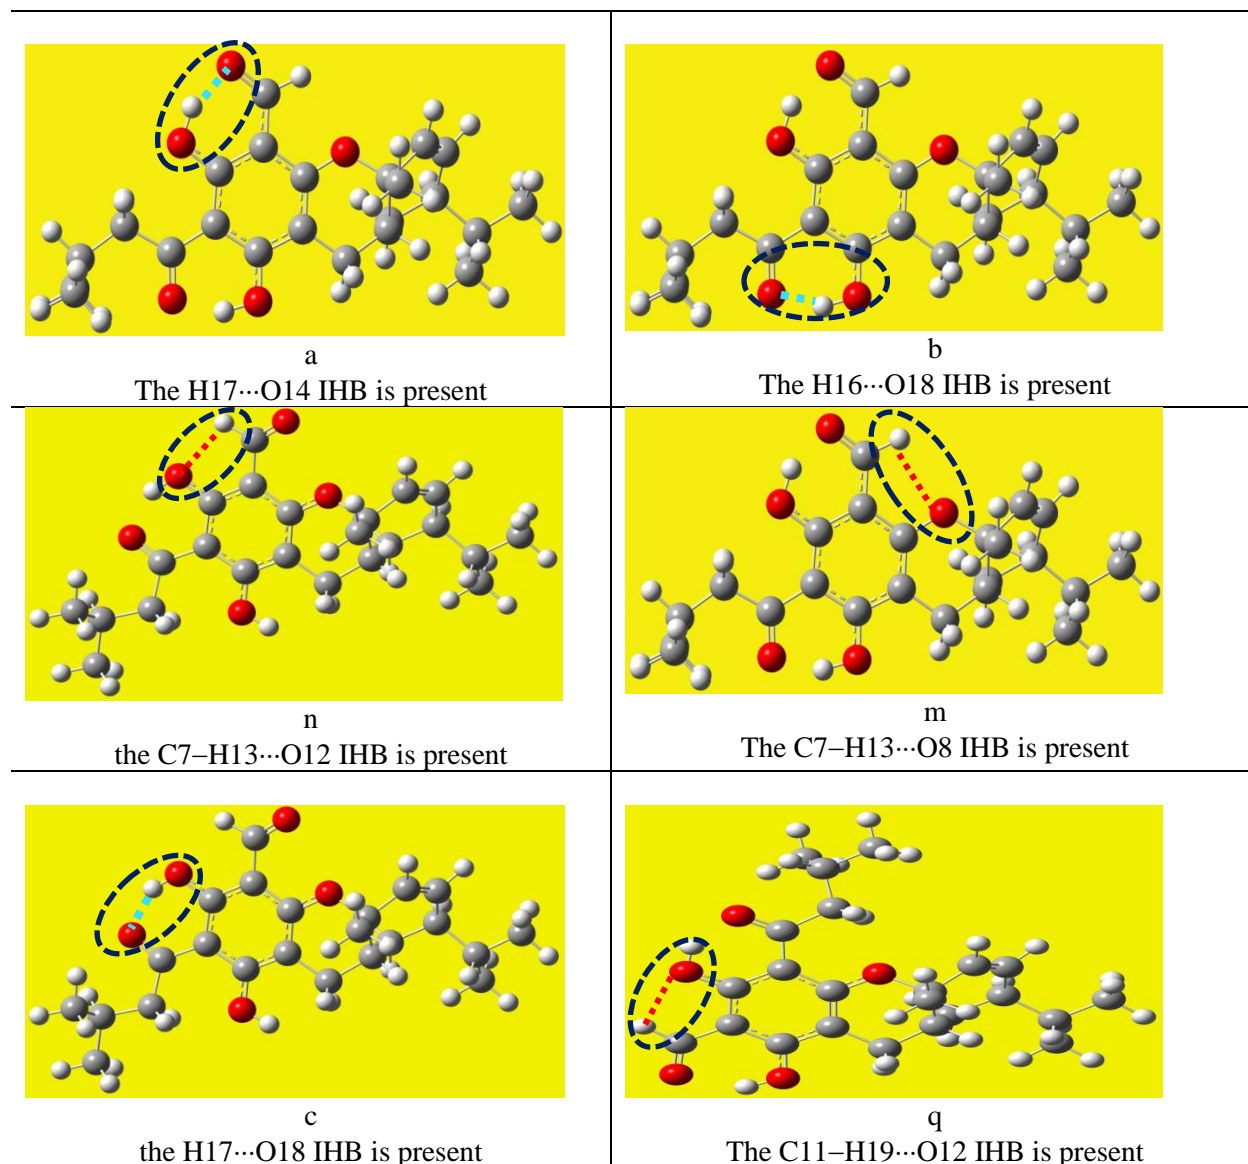 a
The H17···O14 IHB is present
b
The H16···O18 IHB is present
n
the C7–H13···O12 IHB is present
m
The C7–H13···O8 IHB is present
c
the H17···O18 IHB is present
q
The C11–H19···O12 IHB is present